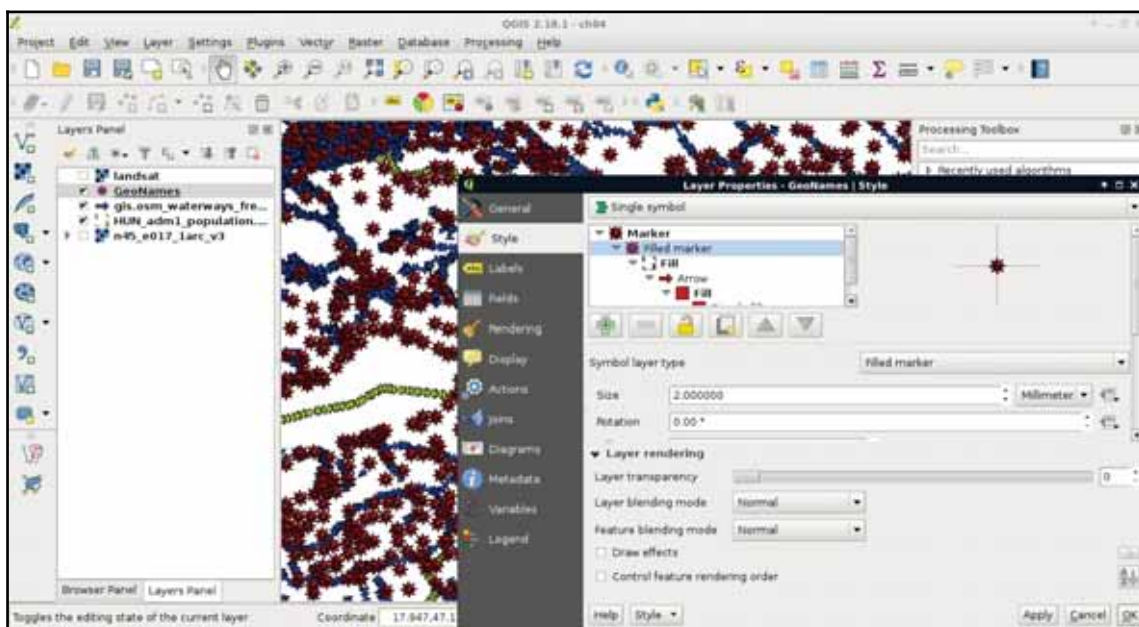 QGIS 2.18.1 - ch04
Project Edit View Layer Settings Plugins Vector Raster Database Processing Help
Layers Panel
landsat
GeoNames
gis.osm_waterways_fre...
HUN_adm1_population....
n45_e017_1arc_v3
Browser Panel Layers Panel
Processing Toolbox
Search...
Recently used algorithms
Layer Properties - GeoNames | Style
General
Style
Labels
Fields
Rendering
Display
Actions
Joins
Diagrams
Metadata
Variables
Legend
Single symbol
Marker
Filled marker
Fill
Arrow
Fill
Symbol layer type Filled marker
Size 2.000000 Millimeter
Rotation 0.00 °
Layer rendering
Layer transparency 0
Layer blending mode Normal
Feature blending mode Normal
Draw effects
Control feature rendering order
Help Style Apply Cancel OK
Toggles the editing state of the current layer Coordinate 17.947,47.1